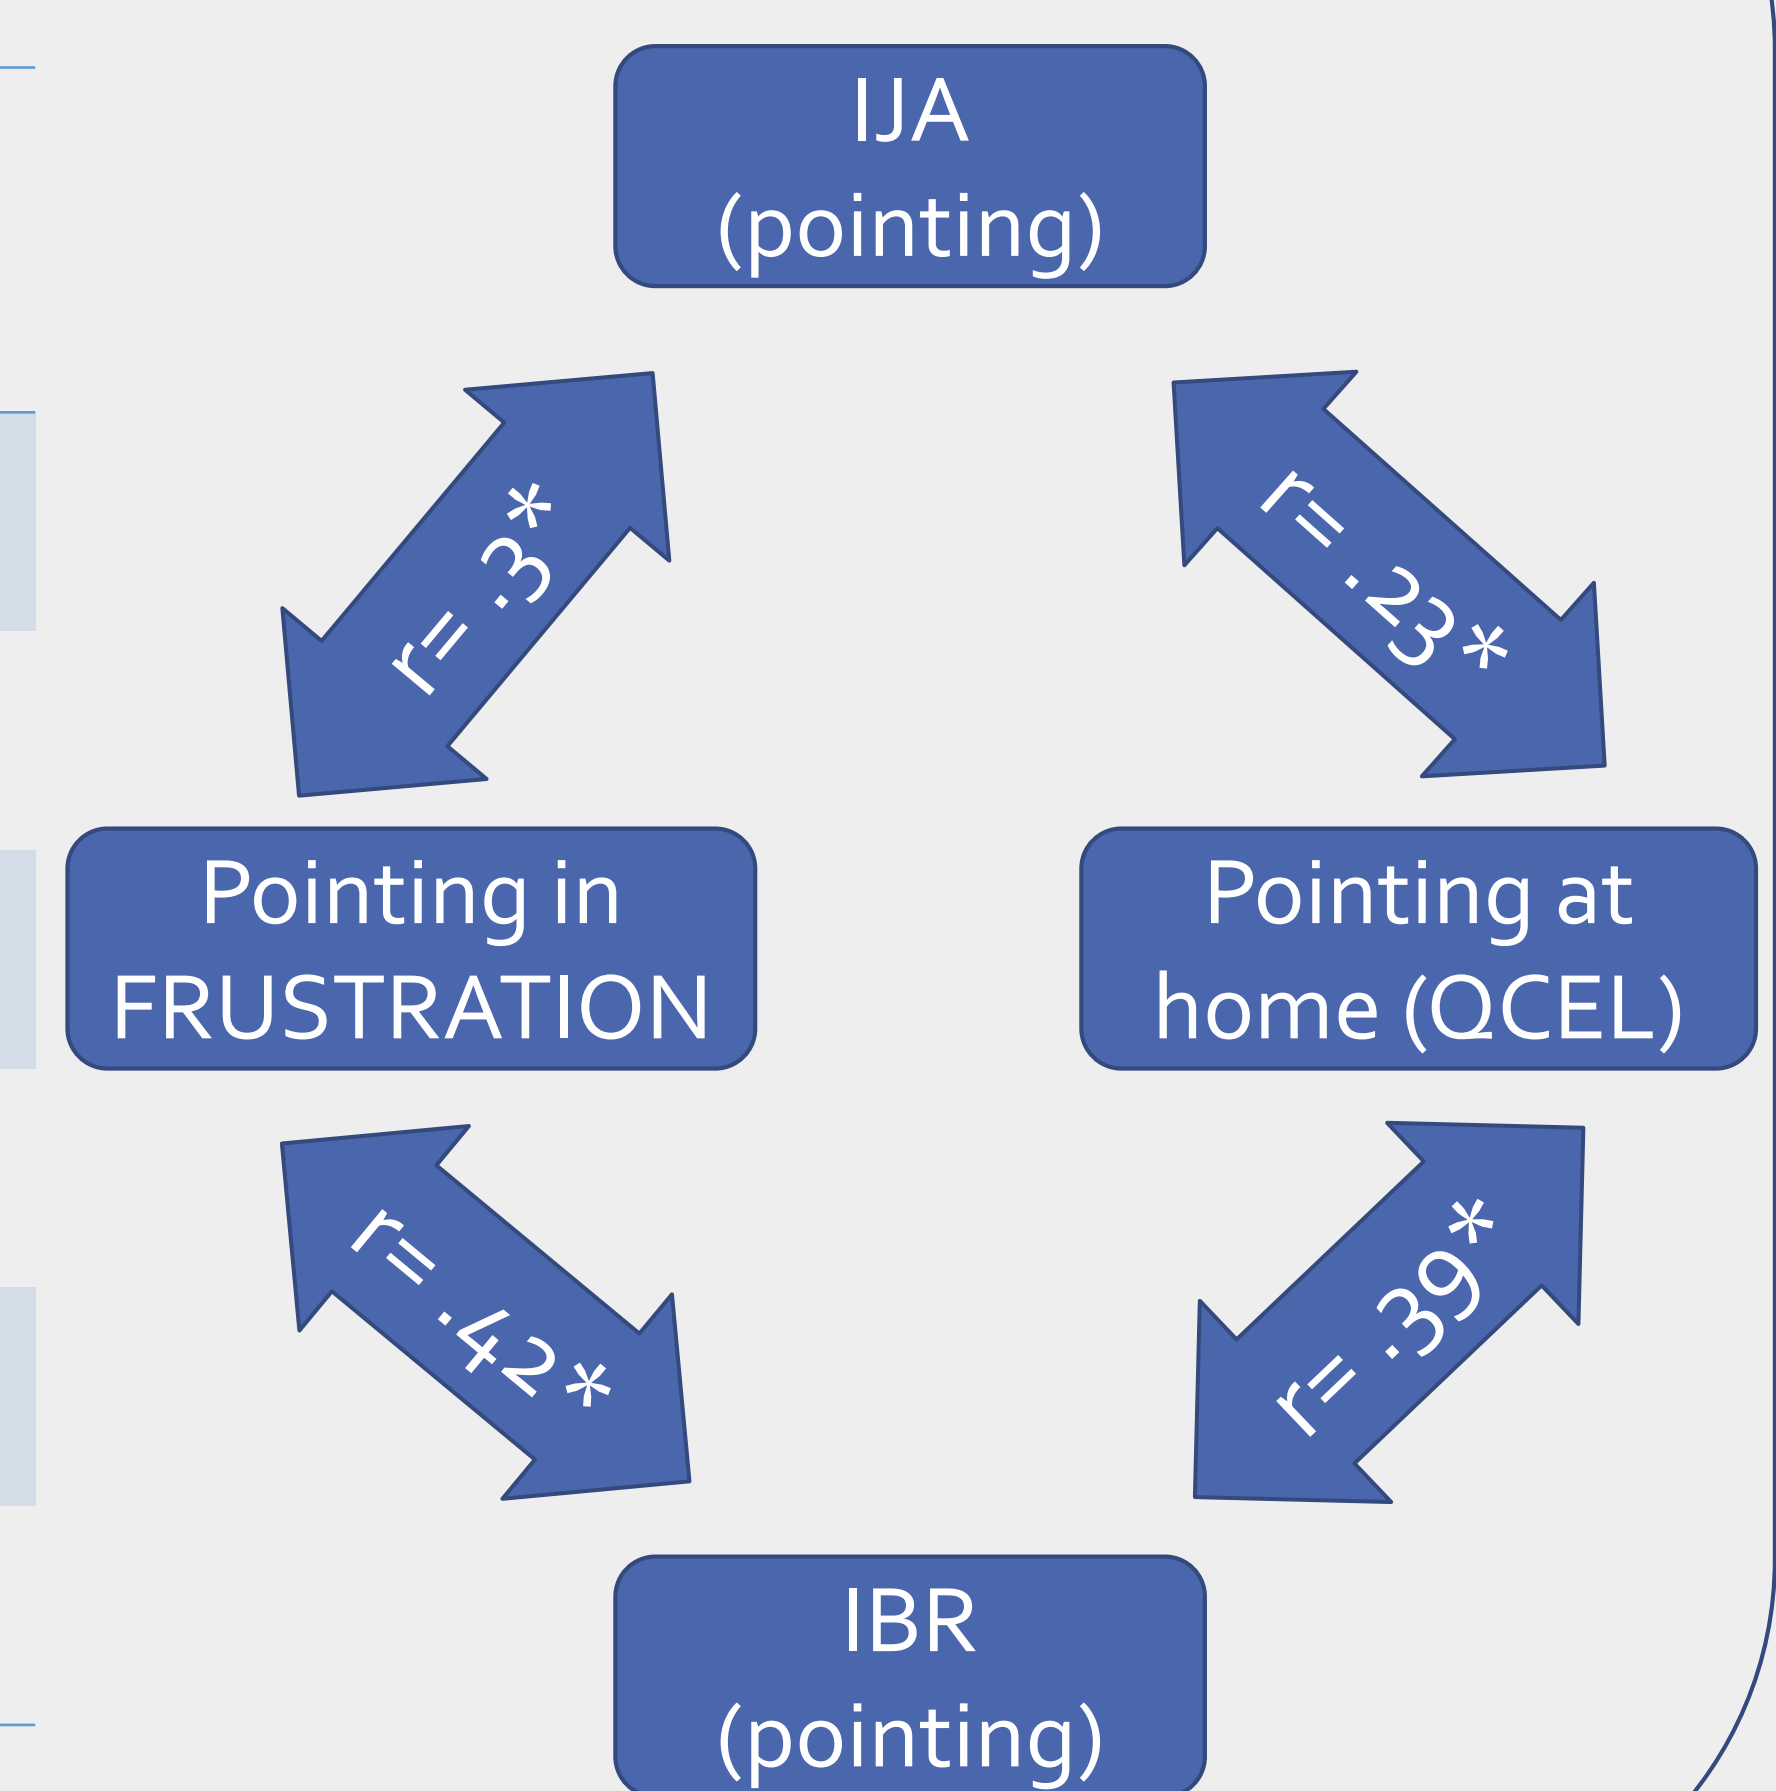 IJA
(pointing)
r= .3*
r= .23*
Pointing in
FRUSTRATION
Pointing at
home (QCEL)
r= .42*
r= .39*
IBR
(pointing)